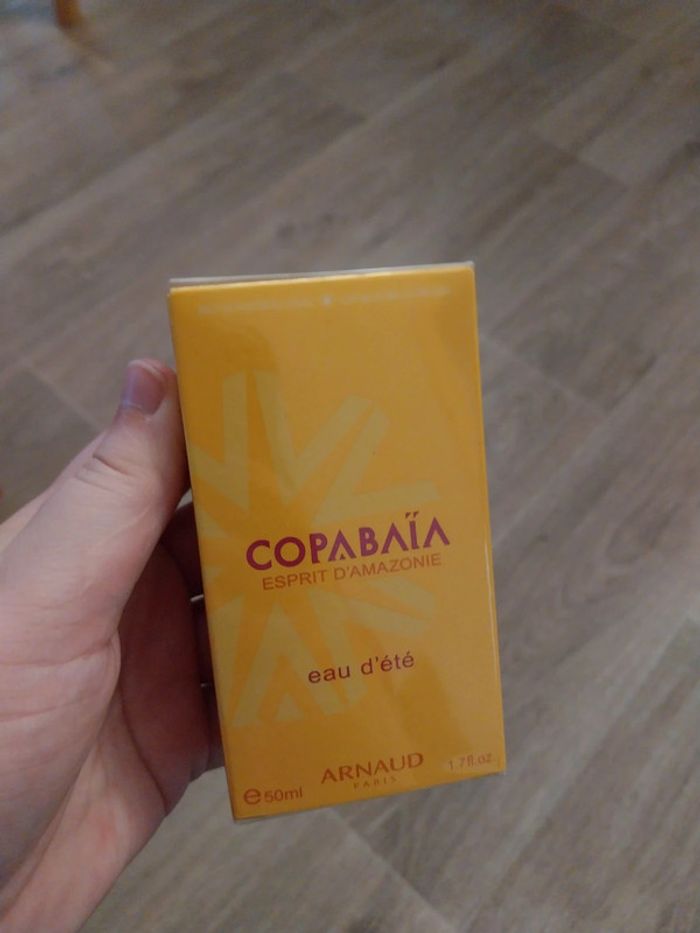 COPABAÏA
ESPRIT D'AMAZONIE
eau d'été
ARNAUD
PARIS
℮50ml
1.7fl.oz